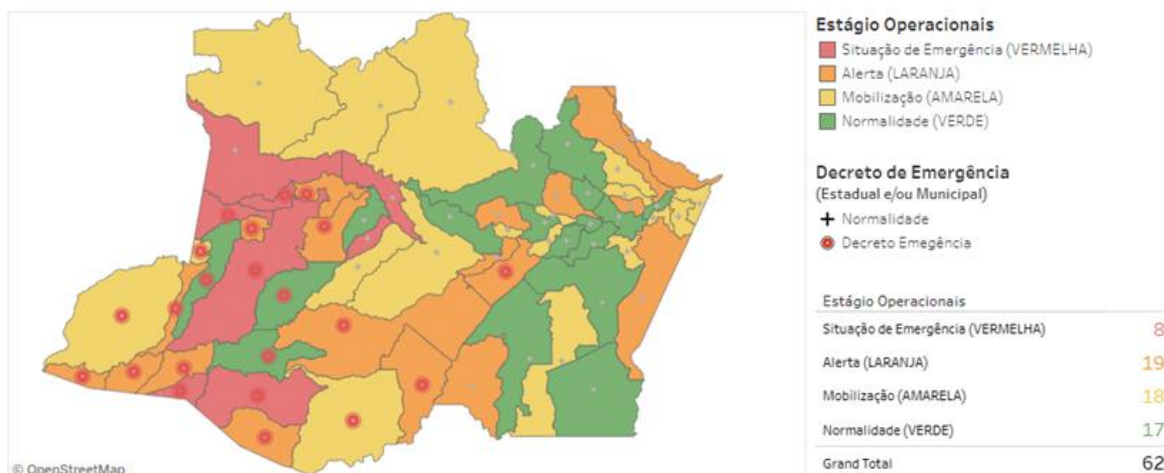 Estágio Operacionais
Situação de Emergência (VERMELHA)
Alerta (LARANJA)
Mobilização (AMARELA)
Normalidade (VERDE)
Decreto de Emergência
(Estadual e/ou Municipal)
Normalidade
Decreto Emegência
Estágio Operacionais
Situação de Emergência (VERMELHA) 8
Alerta (LARANJA) 19
Mobilização (AMARELA) 18
Normalidade (VERDE) 17
Grand Total 62
© OpenStreetMap